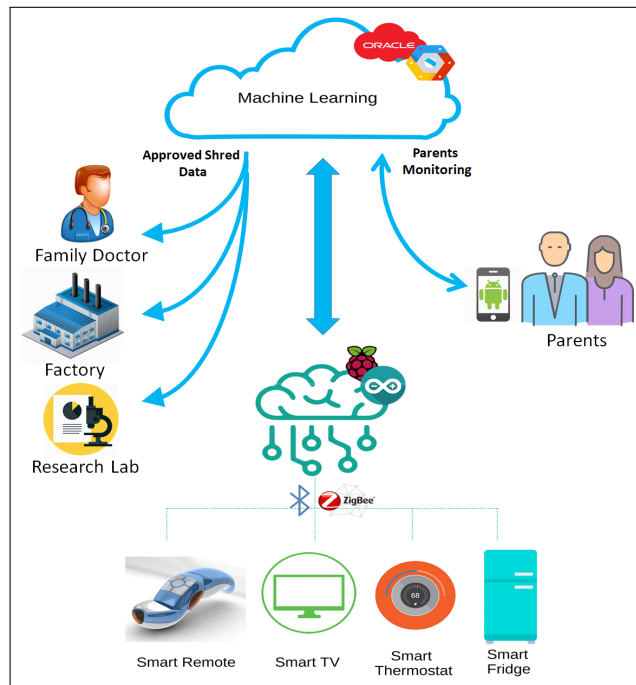 ORACLE
Machine Learning
Approved Shred
Data
Parents
Monitoring
Family Doctor
Factory
Parents
Research Lab
ZigBee
68
Smart Remote
Smart TV
Smart
Thermostat
Smart
Fridge